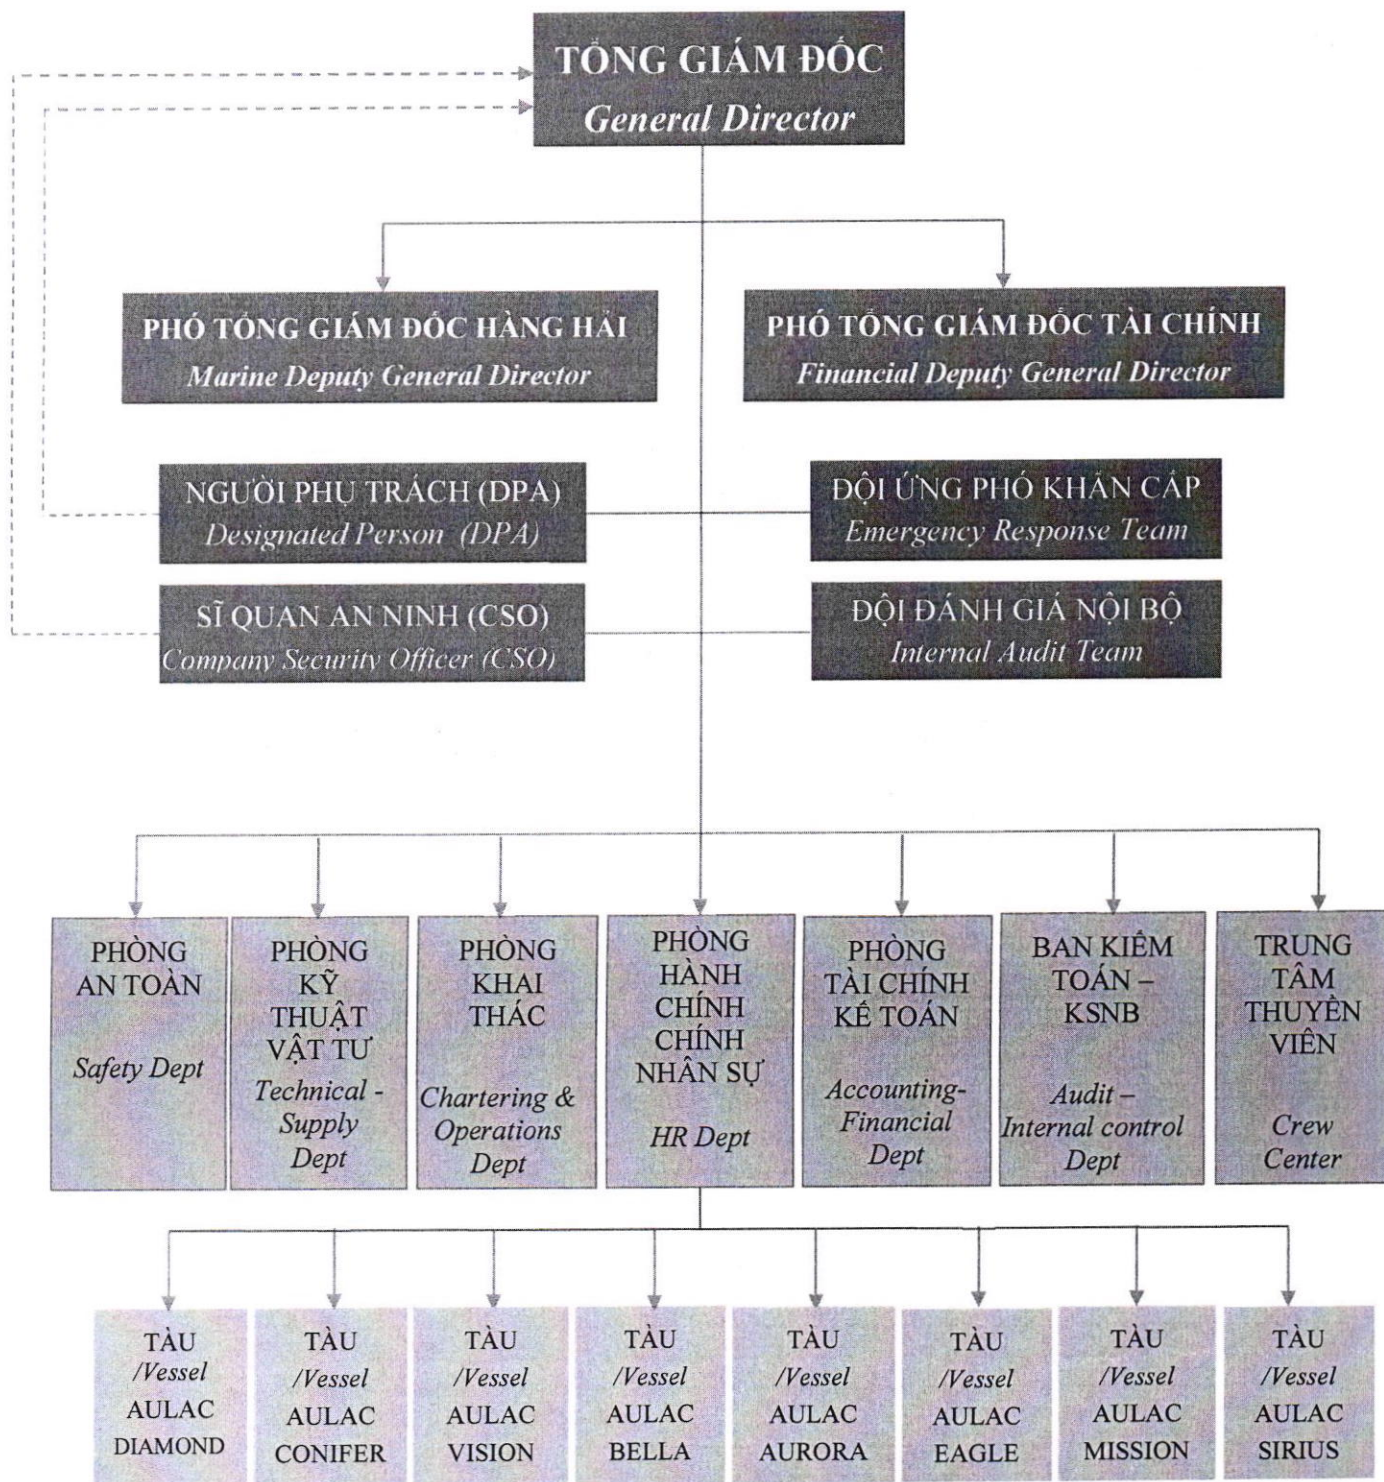 TỔNG GIÁM ĐỐC
General Director
PHÓ TỔNG GIÁM ĐỐC HÀNG HẢI
Marine Deputy General Director
PHÓ TỔNG GIÁM ĐỐC TÀI CHÍNH
Financial Deputy General Director
NGƯỜI PHỤ TRÁCH (DPA)
Designated Person (DPA)
ĐỘI ỨNG PHÓ KHẨN CẤP
Emergency Response Team
SĨ QUAN AN NINH (CSO)
Company Security Officer (CSO)
ĐỘI ĐÁNH GIÁ NỘI BỘ
Internal Audit Team
PHÒNG
AN TOÀN
Safety Dept
PHÒNG
KỸ
THUẬT
VẬT TƯ
Technical -
Supply
Dept
PHÒNG
KHAI
THÁC
Chartering &
Operations
Dept
PHÒNG
HÀNH
CHÍNH
CHÍNH
NHÂN SỰ
HR Dept
PHÒNG
TÀI CHÍNH
KẾ TOÁN
Accounting-
Financial
Dept
BAN KIỂM
TOÁN –
KSNB
Audit –
Internal control
Dept
TRUNG
TÂM
THUYỀN
VIÊN
Crew
Center
TÀU
/Vessel
AULAC
DIAMOND
TÀU
/Vessel
AULAC
CONIFER
TÀU
/Vessel
AULAC
VISION
TÀU
/Vessel
AULAC
BELLA
TÀU
/Vessel
AULAC
AURORA
TÀU
/Vessel
AULAC
EAGLE
TÀU
/Vessel
AULAC
MISSION
TÀU
/Vessel
AULAC
SIRIUS